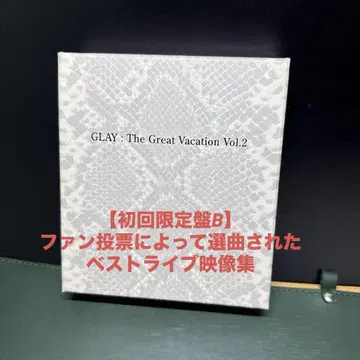 GLAY : The Great Vacation Vol.2
【初回限定盤B】
ファン投票によって選曲された
ベストライブ映像集